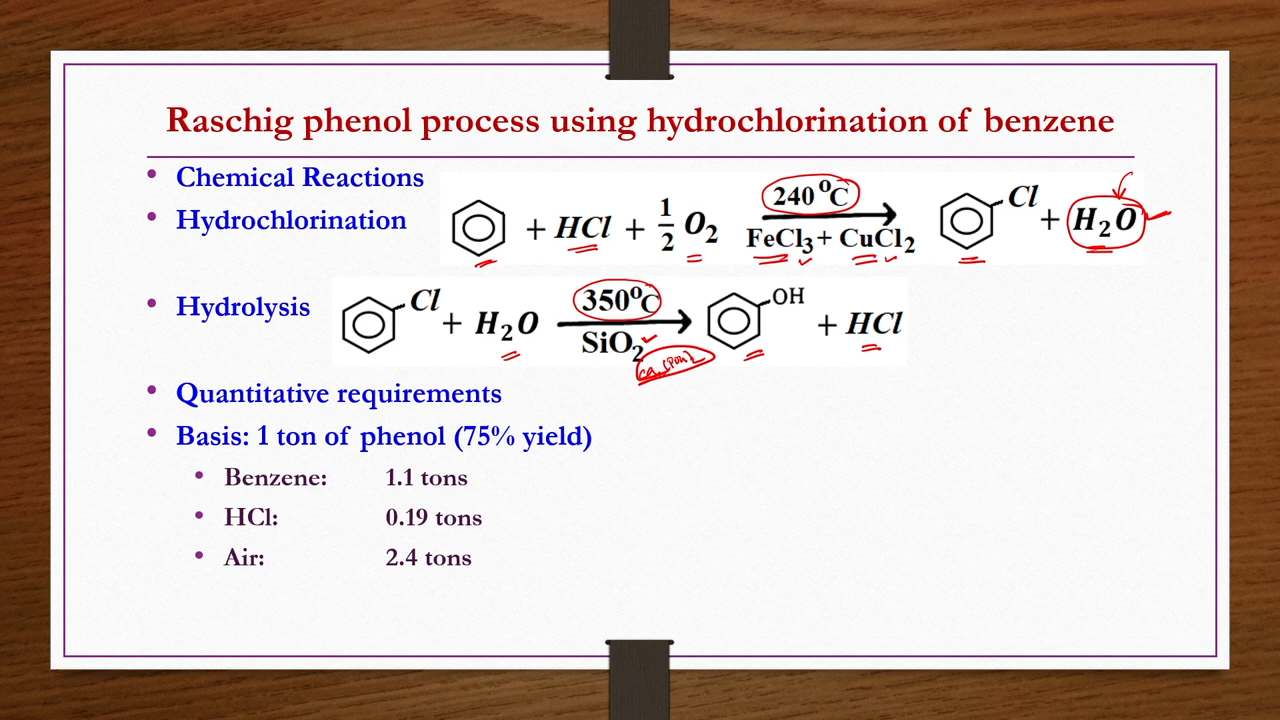 Raschig phenol process using hydrochlorination of benzene
• Chemical Reactions
• Hydrochlorination
+ HCl + 1/2 O₂ 240 ⁰C FeCl₃ + CuCl₂ Cl + H₂O
• Hydrolysis
Cl + H₂O 350⁰C SiO₂ OH + HCl
• Quantitative requirements
• Basis: 1 ton of phenol (75% yield)
• Benzene: 1.1 tons
• HCl: 0.19 tons
• Air: 2.4 tons